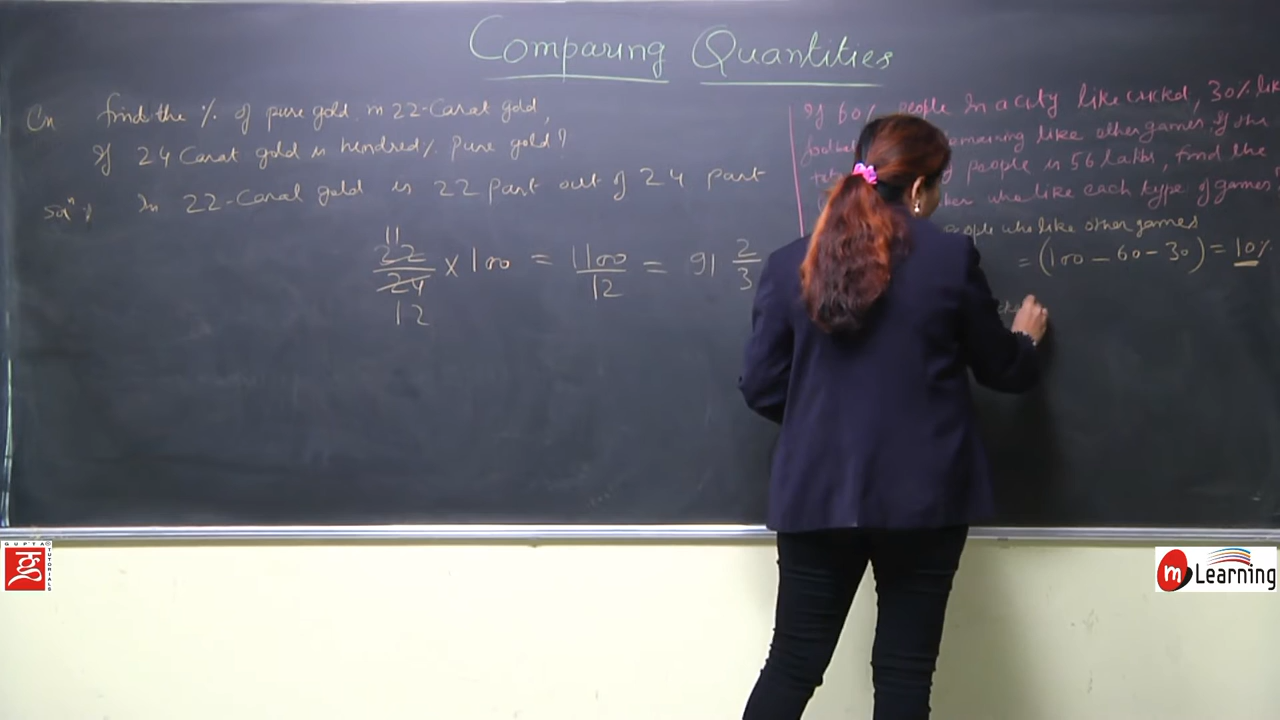 Comparing Quantities
Find the % of pure gold in 22-Carat gold,
If 24 Carat gold is hundred% pure gold?
Solⁿ
In 22-Carat gold is 22 part out of 24 part
11
22/24 × 100 = 1100/12 = 91 2/3
12
If 60% people in a city like 30% like
remaining like other games. If the
people is 56 lakhs, find the
who like each type of games?
people who like other games
= (100 - 60 - 30) = 10%
GUPTA TUTORIALS
m Learning